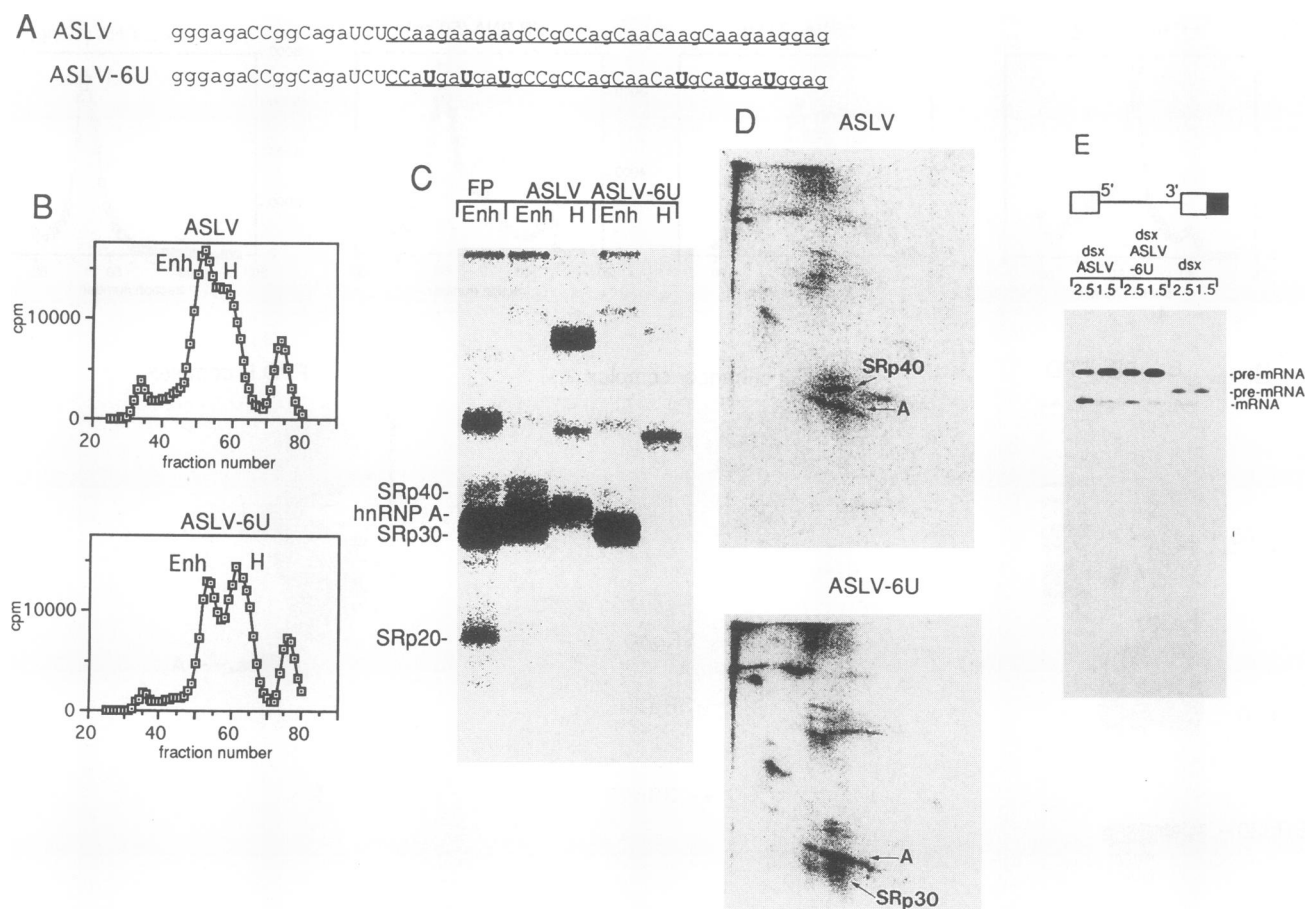 A
ASLV gggagaCCggCagaUCUCCaagaagaagCCgCCagCaaCaagCaagaaggag
ASLV-6U gggagaCCggCagaUCUCCaUgaUgaUgCCgCCagCaaCaUgCaUgaUggag
B
ASLV
Enh H
cpm
10000
0
20 40 60 80
fraction number
ASLV-6U
Enh H
cpm
10000
0
20 40 60 80
fraction number
C
FP ASLV ASLV-6U
Enh Enh H Enh H
SRp40-
hnRNP A-
SRp30-
SRp20-
D
ASLV
SRp40
A
ASLV-6U
A
SRp30
E
5' 3'
dsx ASLV
dsx ASLV -6U
dsx
2.5 1.5 2.5 1.5 2.5 1.5
-pre-mRNA
-pre-mRNA
-mRNA